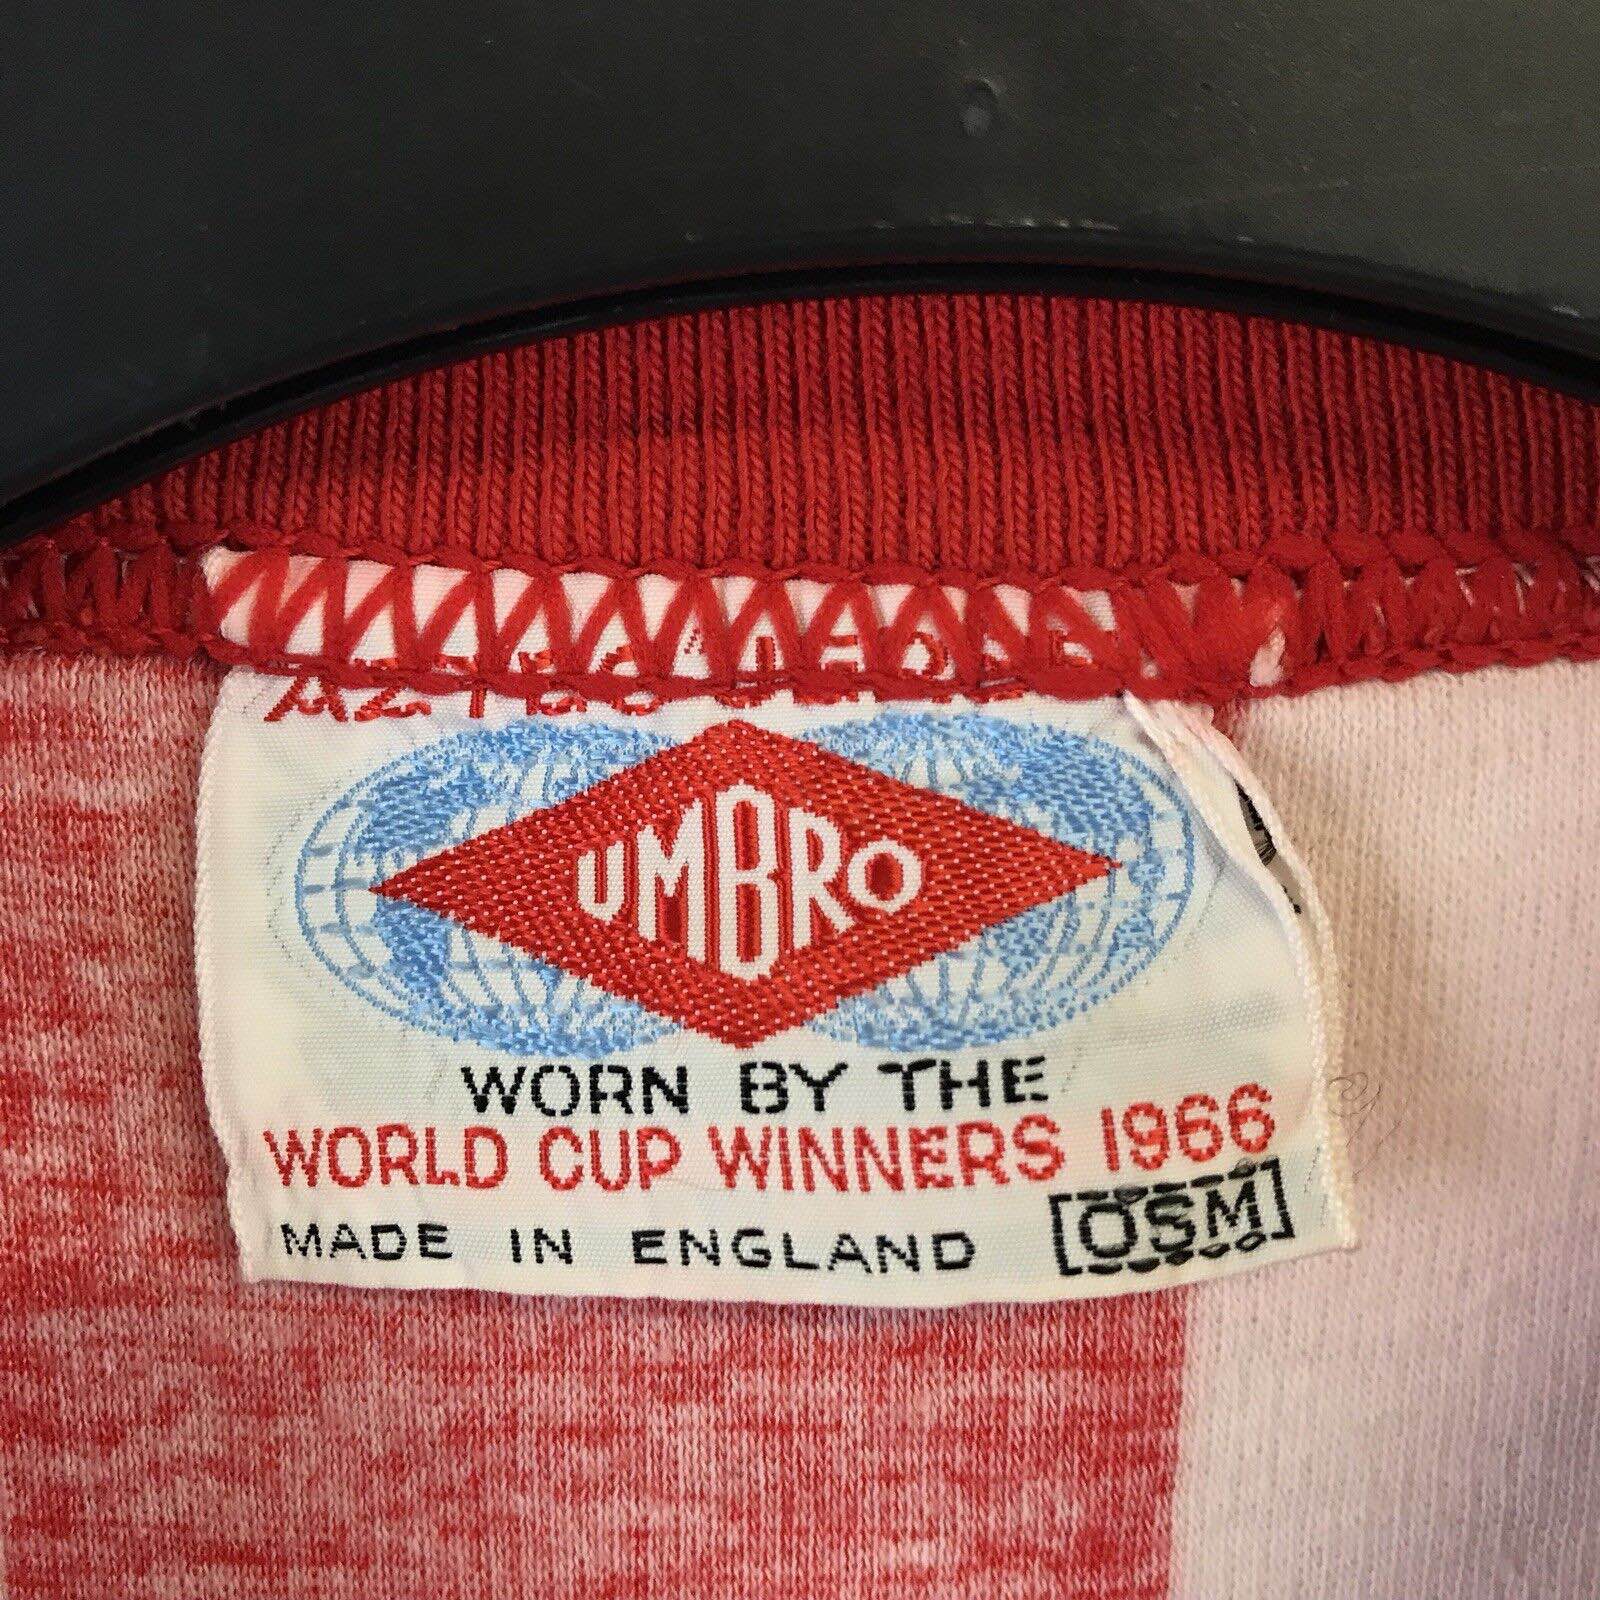 UMBRO
WORN BY THE
WORLD CUP WINNERS 1966
MADE IN ENGLAND OSM